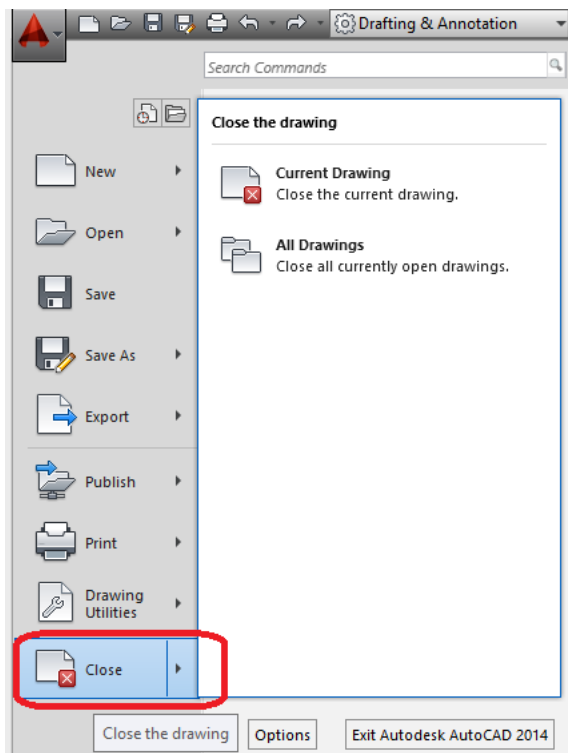 Drafting & Annotation
Search Commands
Close the drawing
New
Current Drawing
Close the current drawing.
Open
All Drawings
Close all currently open drawings.
Save
Save As
Export
Publish
Print
Drawing
Utilities
Close
Close the drawing
Options
Exit Autodesk AutoCAD 2014